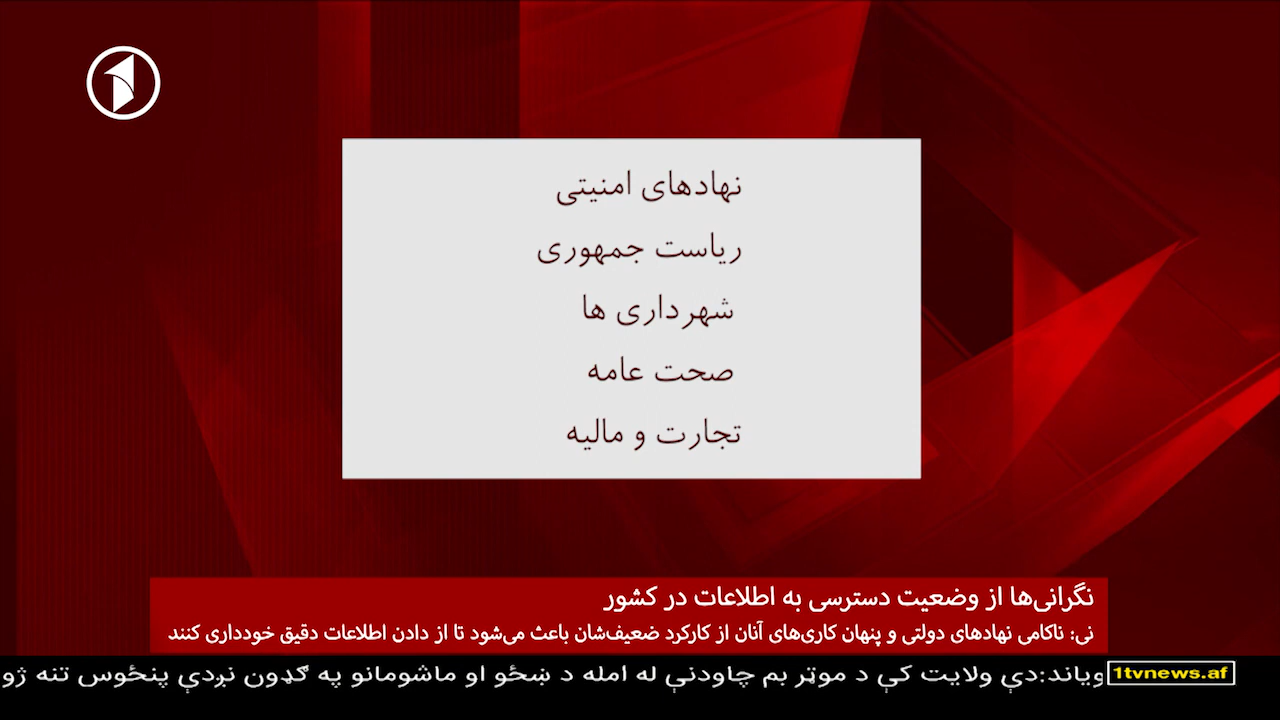 نهادهای امنیتی
ریاست جمهوری
شهرداری ها
صحت عامه
تجارت و مالیه
نگرانی‌ها از وضعیت دسترسی به اطلاعات در کشور
نی: ناکامی نهادهای دولتی و پنهان کاری‌های آنان از کارکرد ضعیف‌شان باعث می‌شود تا از دادن اطلاعات دقیق خودداری کنند
1tvnews.af
ویاند:دې ولایت کې د موټر بم چاودنې له امله د ښځو او ماشومانو په ګډون نږدې پنځوس تنه ژو